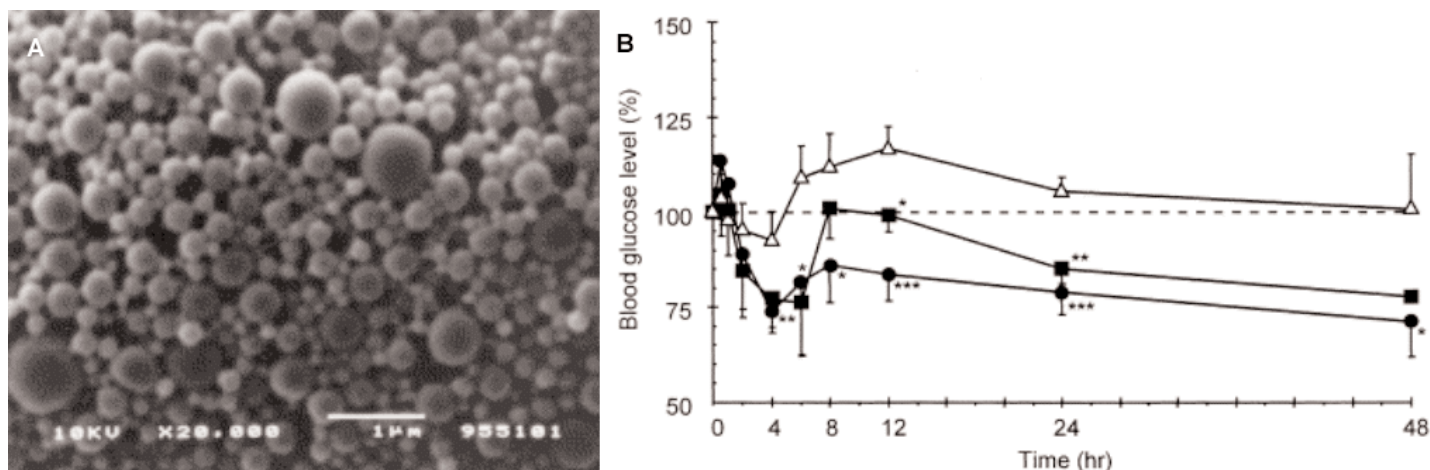 A
10KV X20,000 1μm 955101
B
Blood glucose level (%)
150
125
100
75
50
*
**
*
*
***
**
***
*
0 4 8 12 24 48
Time (hr)